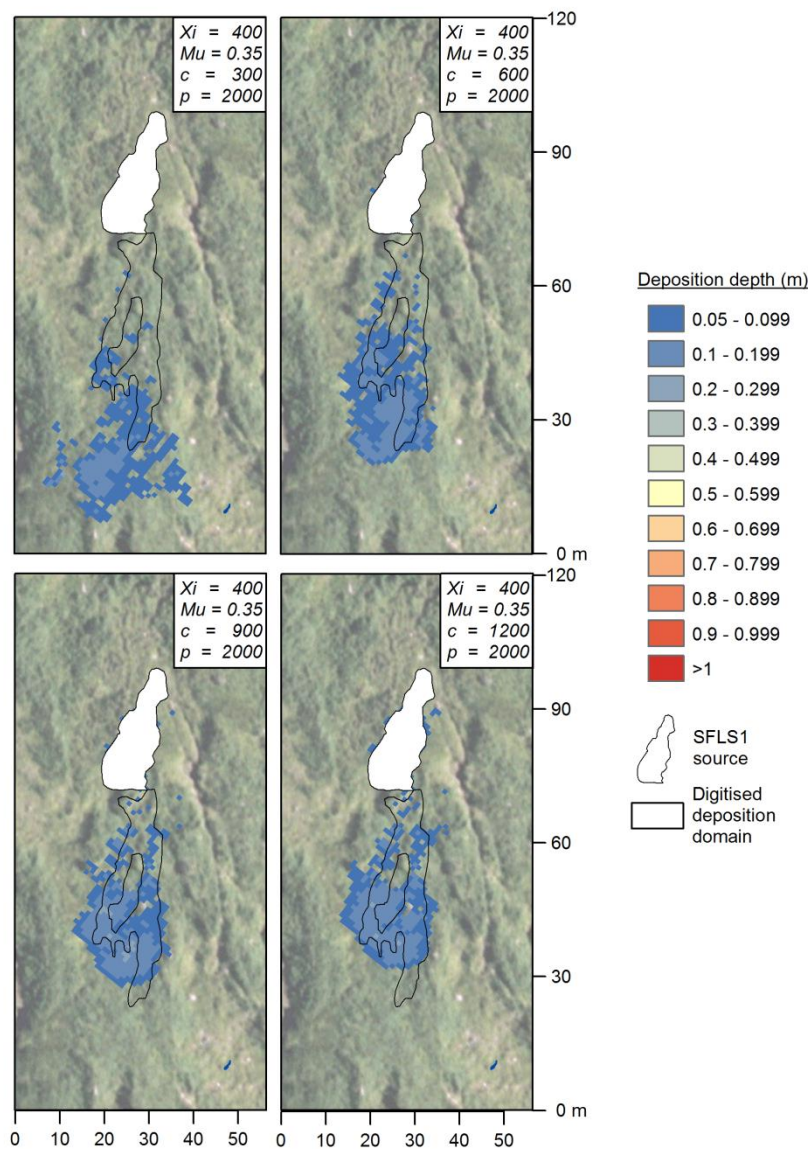 Xi = 400
Mu = 0.35
c = 300
p = 2000
Xi = 400
Mu = 0.35
c = 600
p = 2000
120
90
60
30
0 m
Xi = 400
Mu = 0.35
c = 900
p = 2000
Xi = 400
Mu = 0.35
c = 1200
p = 2000
120
90
60
30
0 m
0 10 20 30 40 50
0 10 20 30 40 50
Deposition depth (m)
0.05 - 0.099
0.1 - 0.199
0.2 - 0.299
0.3 - 0.399
0.4 - 0.499
0.5 - 0.599
0.6 - 0.699
0.7 - 0.799
0.8 - 0.899
0.9 - 0.999
>1
SFLS1
source
Digitised
deposition
domain